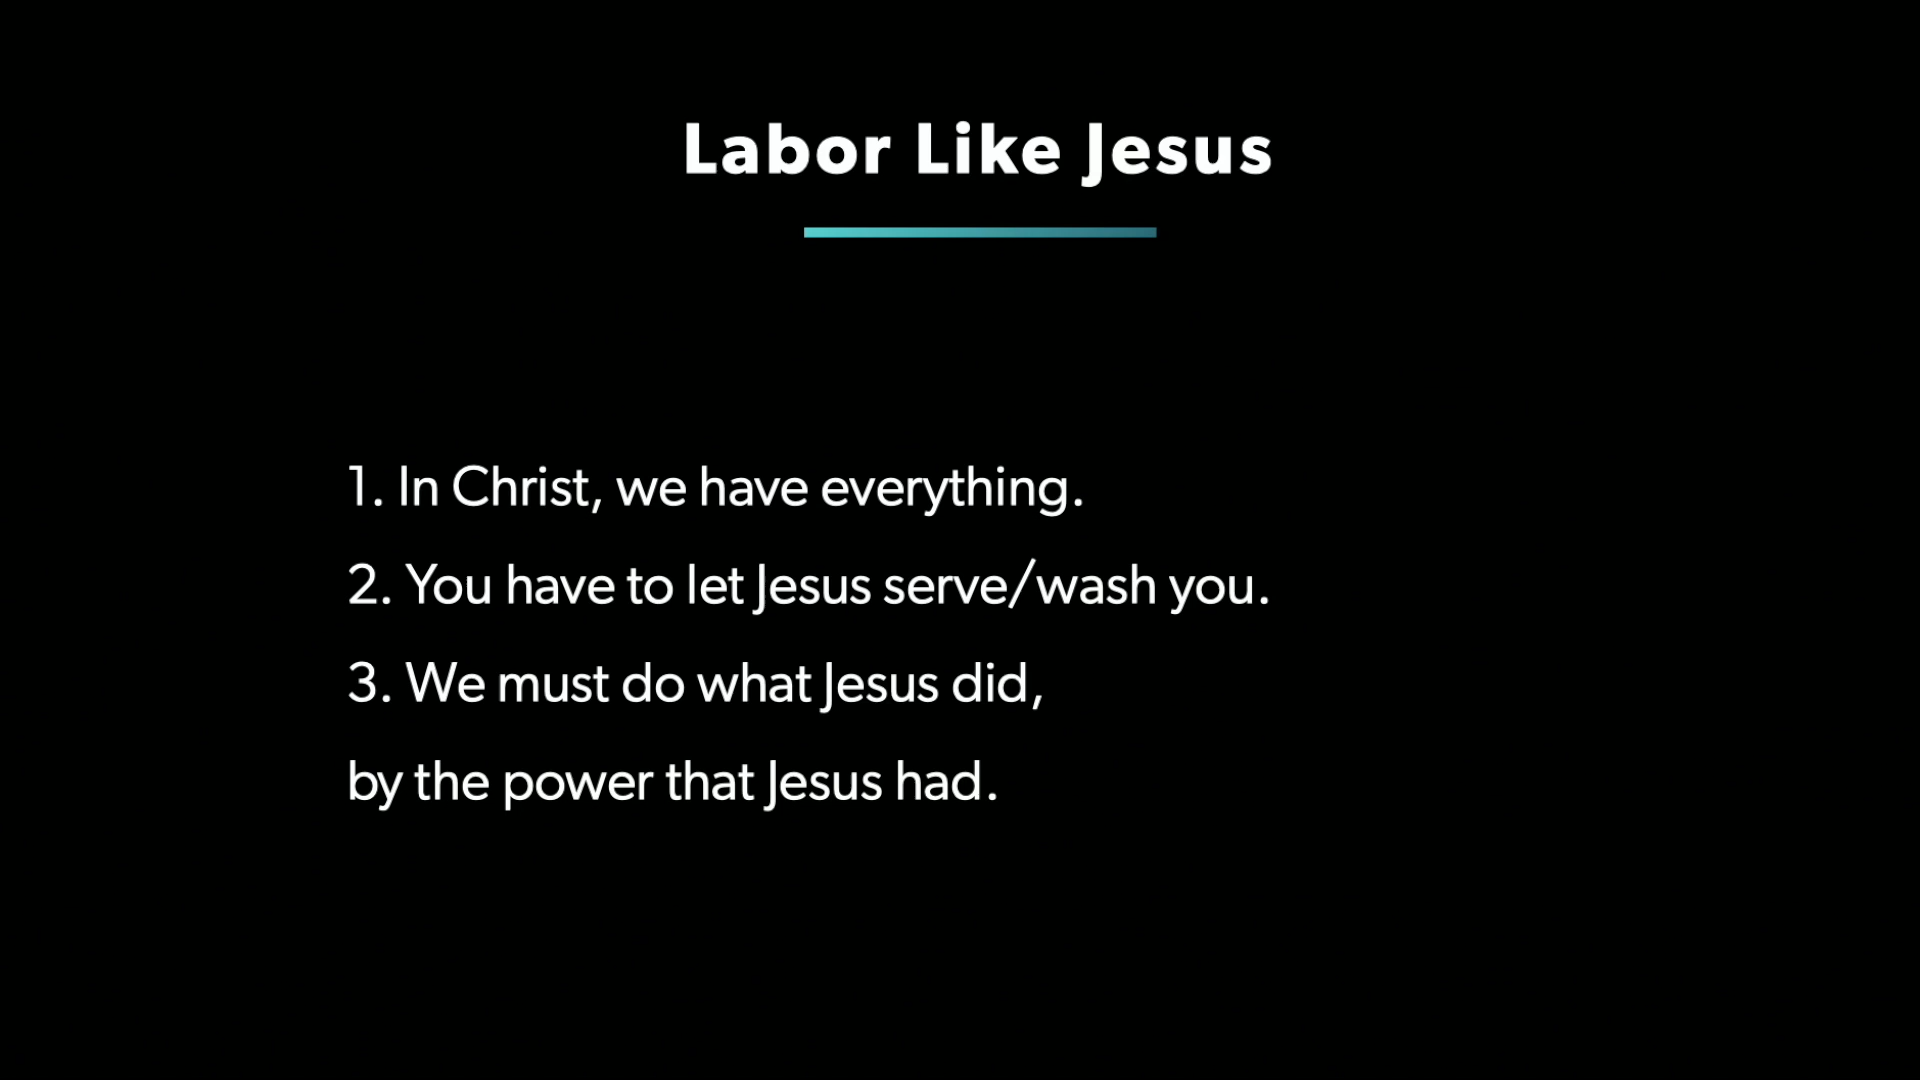 Labor Like Jesus
1. In Christ, we have everything.
2. You have to let Jesus serve/wash you.
3. We must do what Jesus did,
by the power that Jesus had.